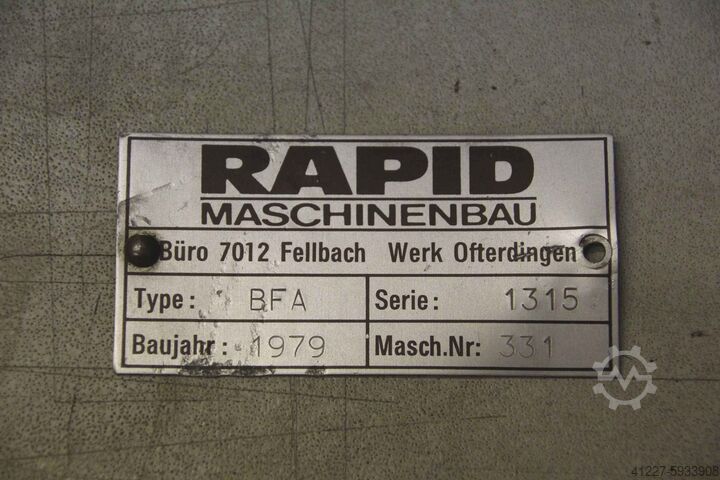 RAPID
MASCHINENBAU
Büro 7012 Fellbach Werk Ofterdingen
Type: BFA Serie: 1315
Baujahr: 1979 Masch.Nr: 331
41227-5933908